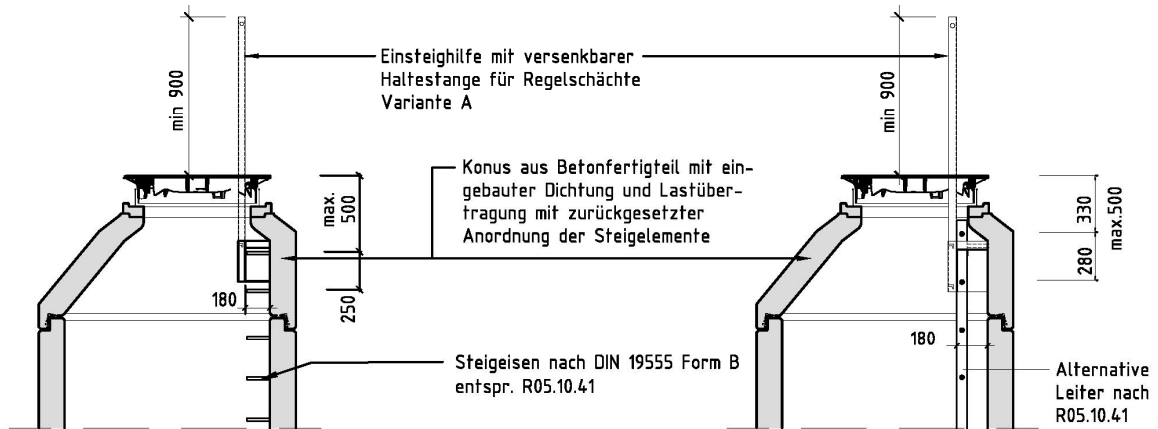 min 900
Einsteighilfe mit versenkbarer
Haltestange für Regelschächte
Variante A
min 900
max.
500
Konus aus Betonfertigteil mit ein-
gebauter Dichtung und Lastüber-
tragung mit zurückgesetzter
Anordnung der Steigelemente
330
max.500
280
180
250
180
Steigeisen nach DIN 19555 Form B
entspr. R05.10.41
Alternative
Leiter nach
R05.10.41